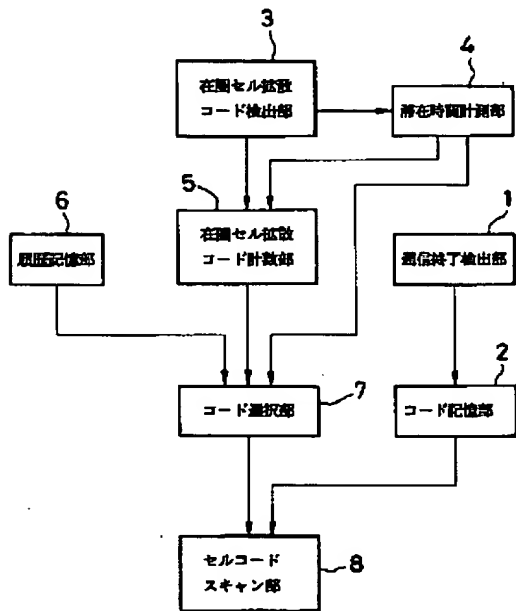 3
4
在圏セル拡散
コード検出部
滞在時間計測部
5
6
1
在圏セル拡散
コード計数部
履歴記憶部
通信終了検出部
2
コード選択部
7
コード記憶部
セルコード
スキャン部
8